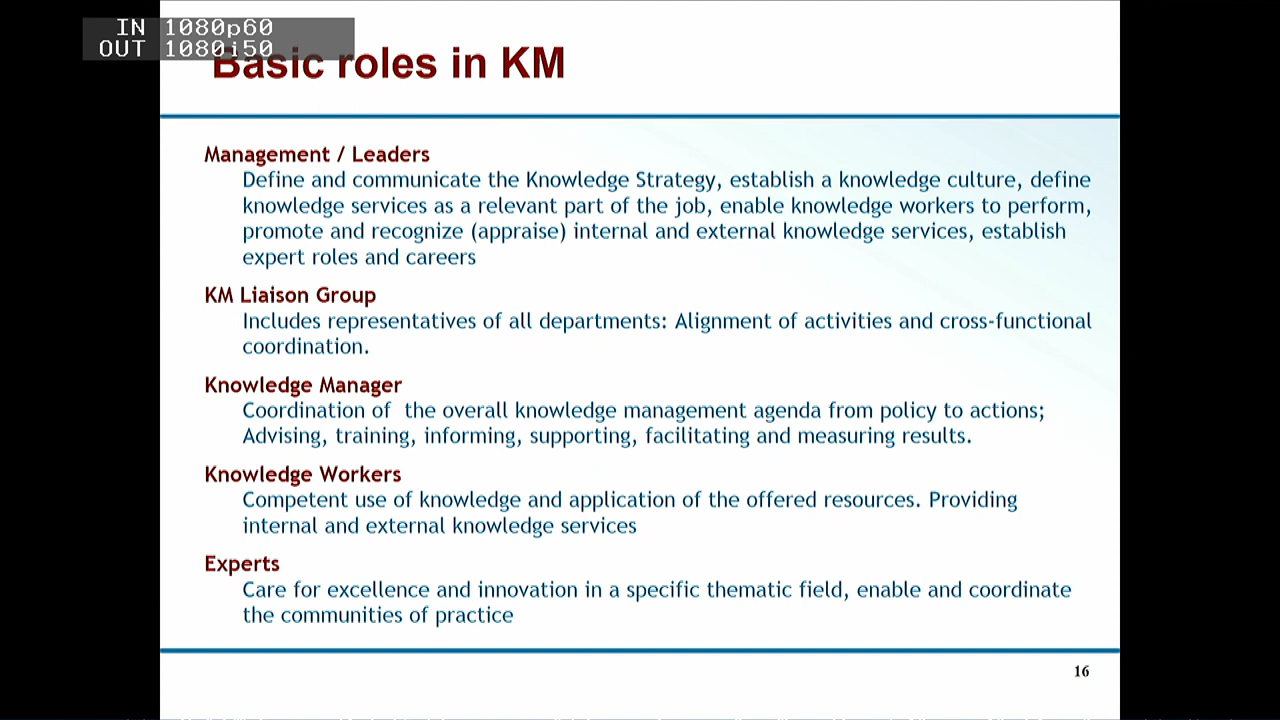 IN 1080p60
OUT 1080i50
Basic roles in KM
Management / Leaders
Define and communicate the Knowledge Strategy, establish a knowledge culture, define
knowledge services as a relevant part of the job, enable knowledge workers to perform,
promote and recognize (appraise) internal and external knowledge services, establish
expert roles and careers
KM Liaison Group
Includes representatives of all departments: Alignment of activities and cross-functional
coordination.
Knowledge Manager
Coordination of  the overall knowledge management agenda from policy to actions;
Advising, training, informing, supporting, facilitating and measuring results.
Knowledge Workers
Competent use of knowledge and application of the offered resources. Providing
internal and external knowledge services
Experts
Care for excellence and innovation in a specific thematic field, enable and coordinate
the communities of practice
16